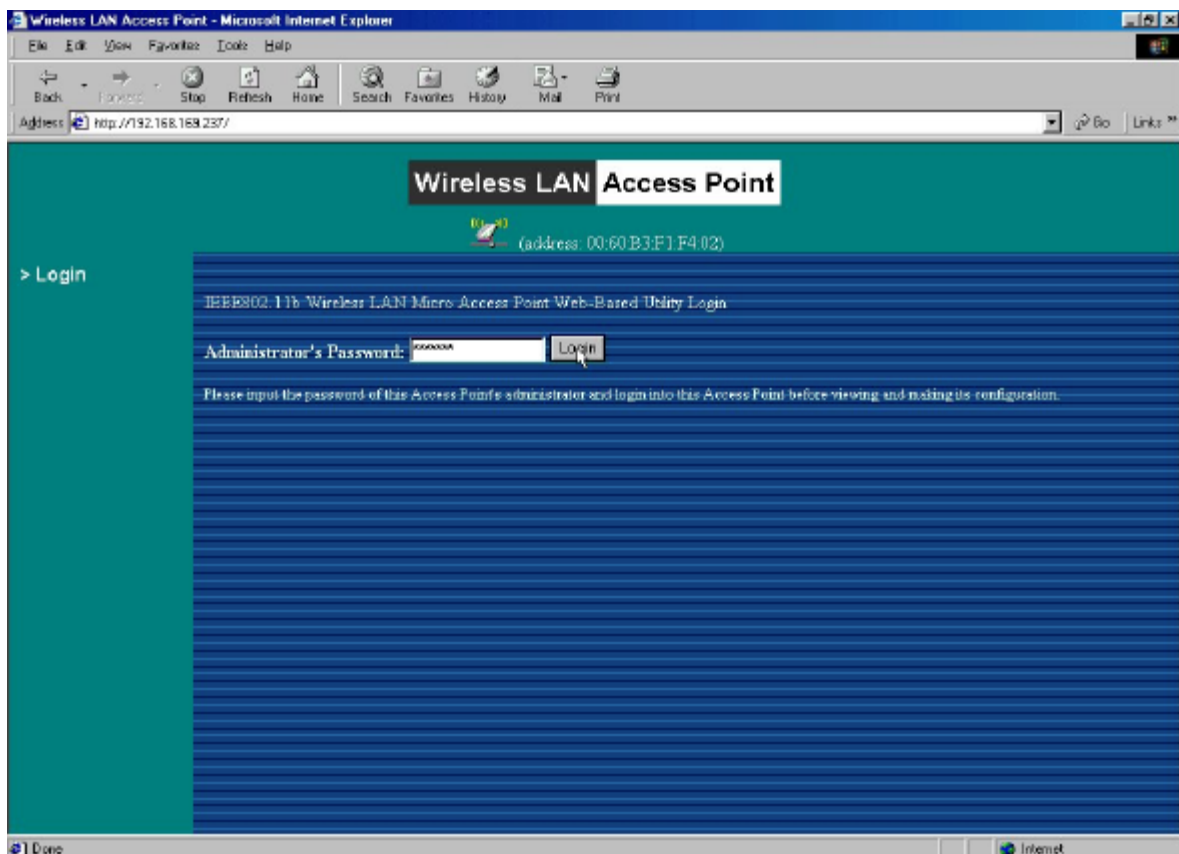 Wireless LAN Access Point - Microsoft Internet Explorer
File Edit View Favorites Tools Help
Back Forward Stop Refresh Home Search Favorites History Mail Print
Address http://192.168.169.237/ Go Links »
Wireless LAN Access Point
(address: 00:60:B3:F1:F4:02)
> Login
IEEE802.11b Wireless LAN Micro Access Point Web-Based Utility Login
Administrator's Password: Login
Please input the password of this Access Point's administrator and login into this Access Point before viewing and making its configuration.
Done Internet